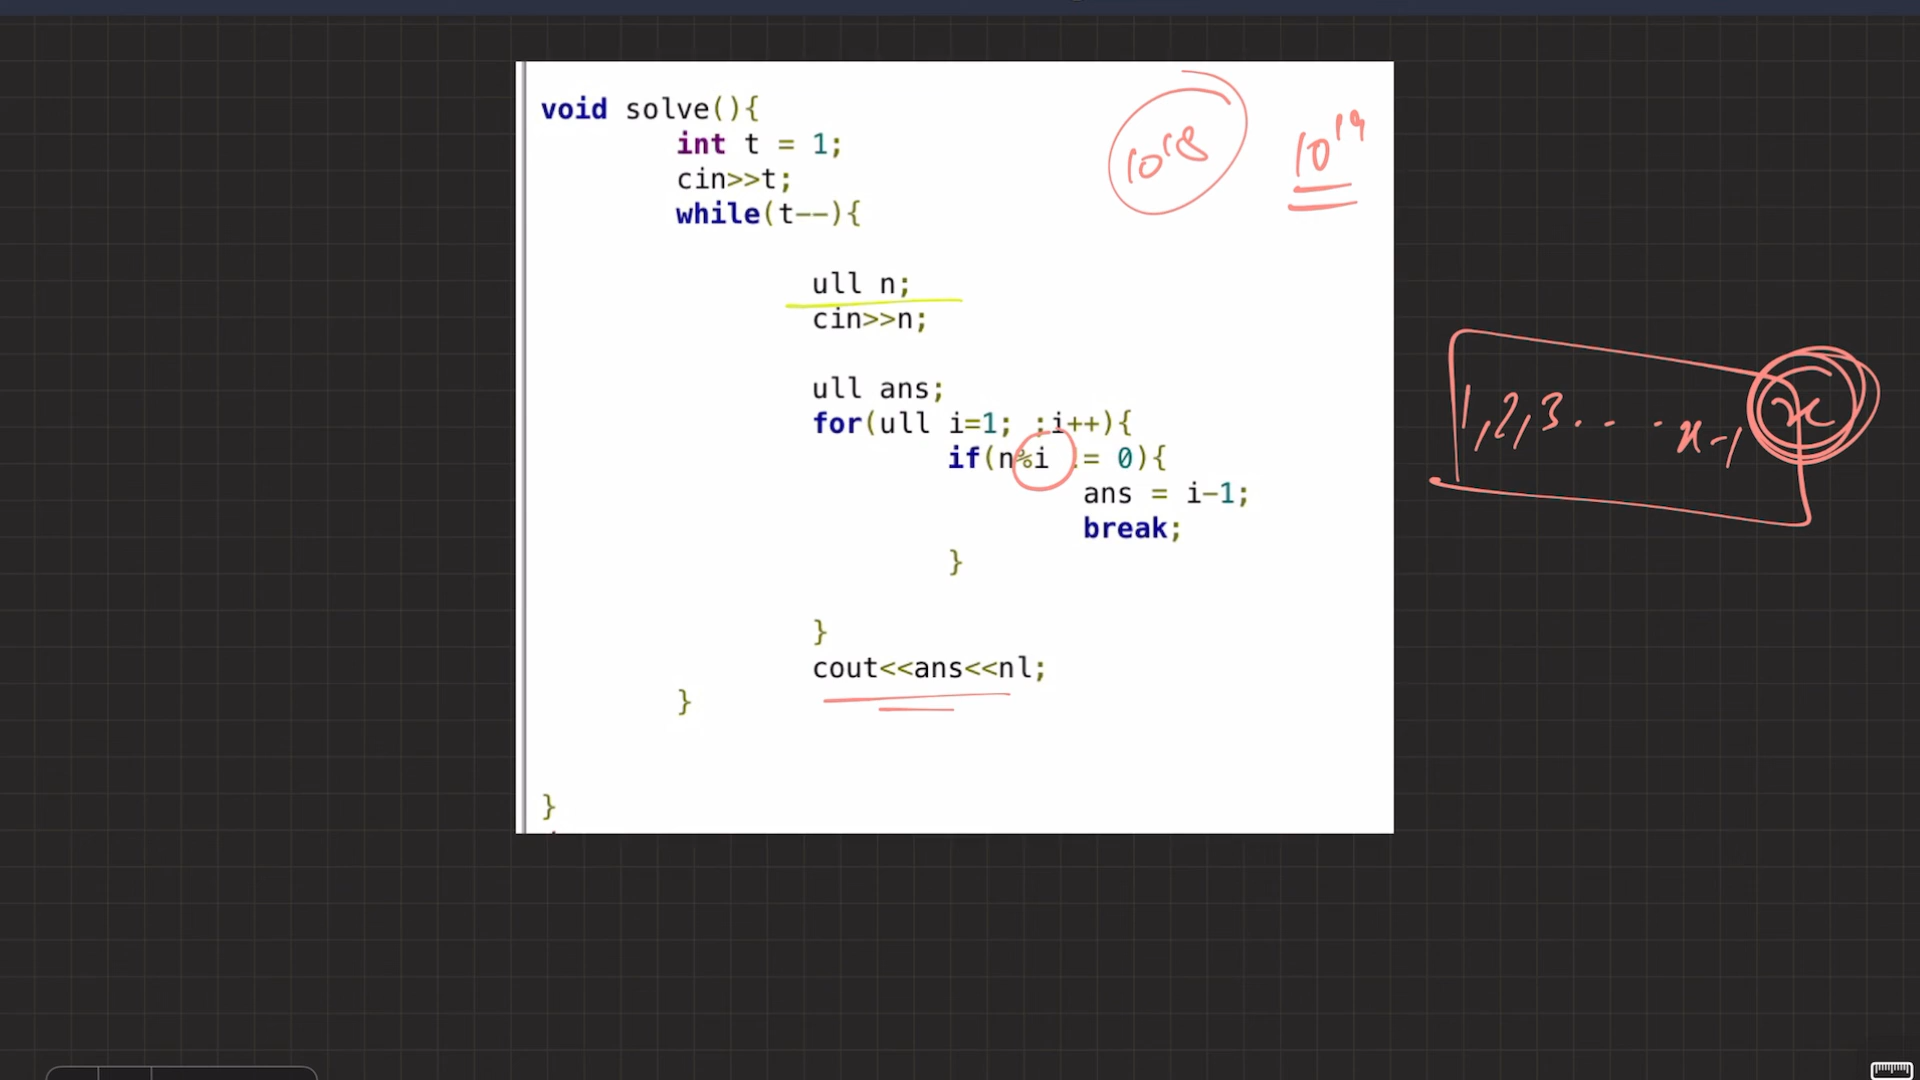 void solve(){
int t = 1;
cin>>t;
while(t--){
ull n;
cin>>n;
ull ans;
for(ull i=1; ;i++){
if(n%i != 0){
ans = i-1;
break;
}
}
cout<<ans<<nl;
}
}
10^18
10^19
1,2,3....x-1
x